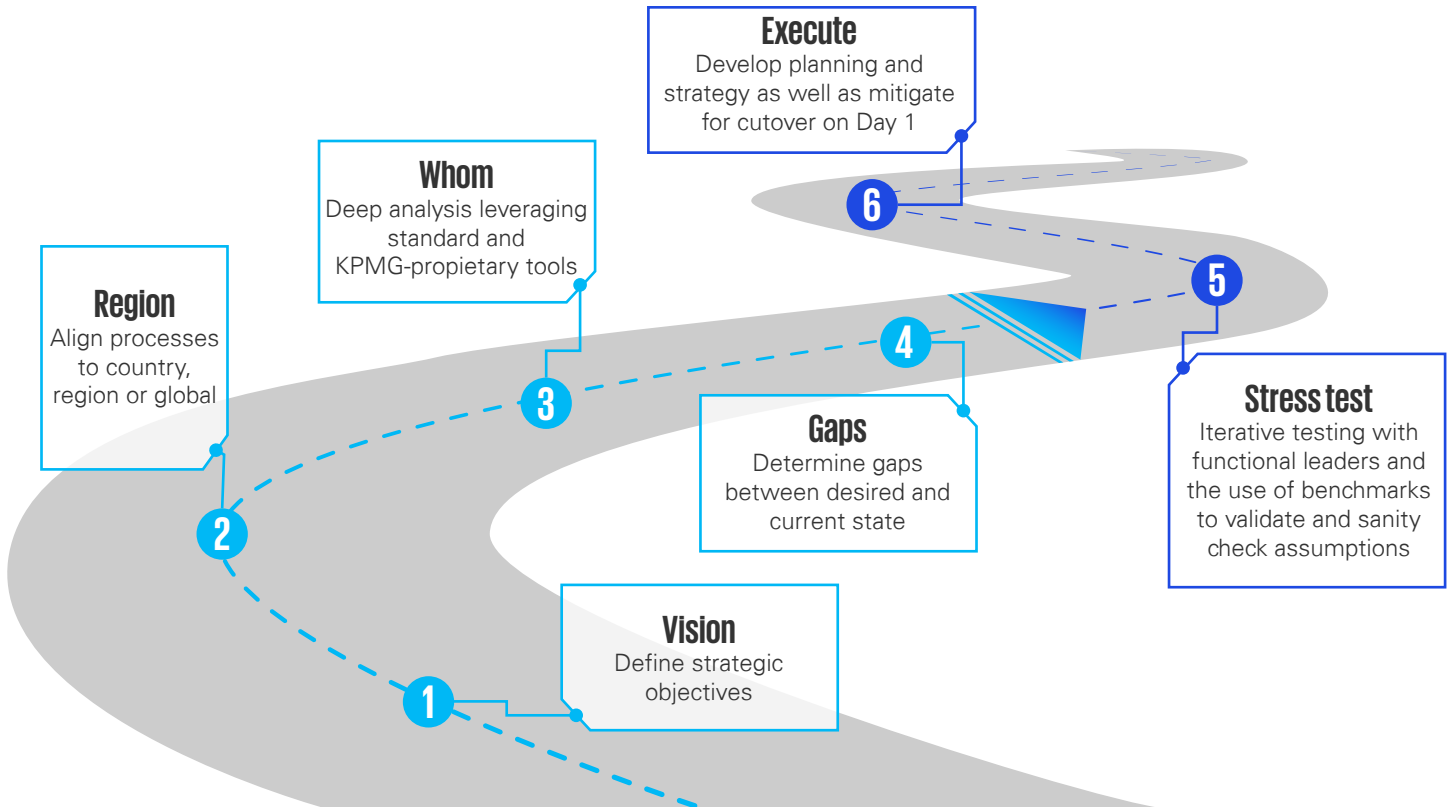 Execute
Develop planning and
strategy as well as mitigate
for cutover on Day 1
Whom
Deep analysis leveraging
standard and
KPMG-propietary tools
Region
Align processes
to country,
region or global
6
5
4
3
Stress test
Iterative testing with
functional leaders and
the use of benchmarks
to validate and sanity
check assumptions
Gaps
Determine gaps
between desired and
current state
2
Vision
Define strategic
objectives
1